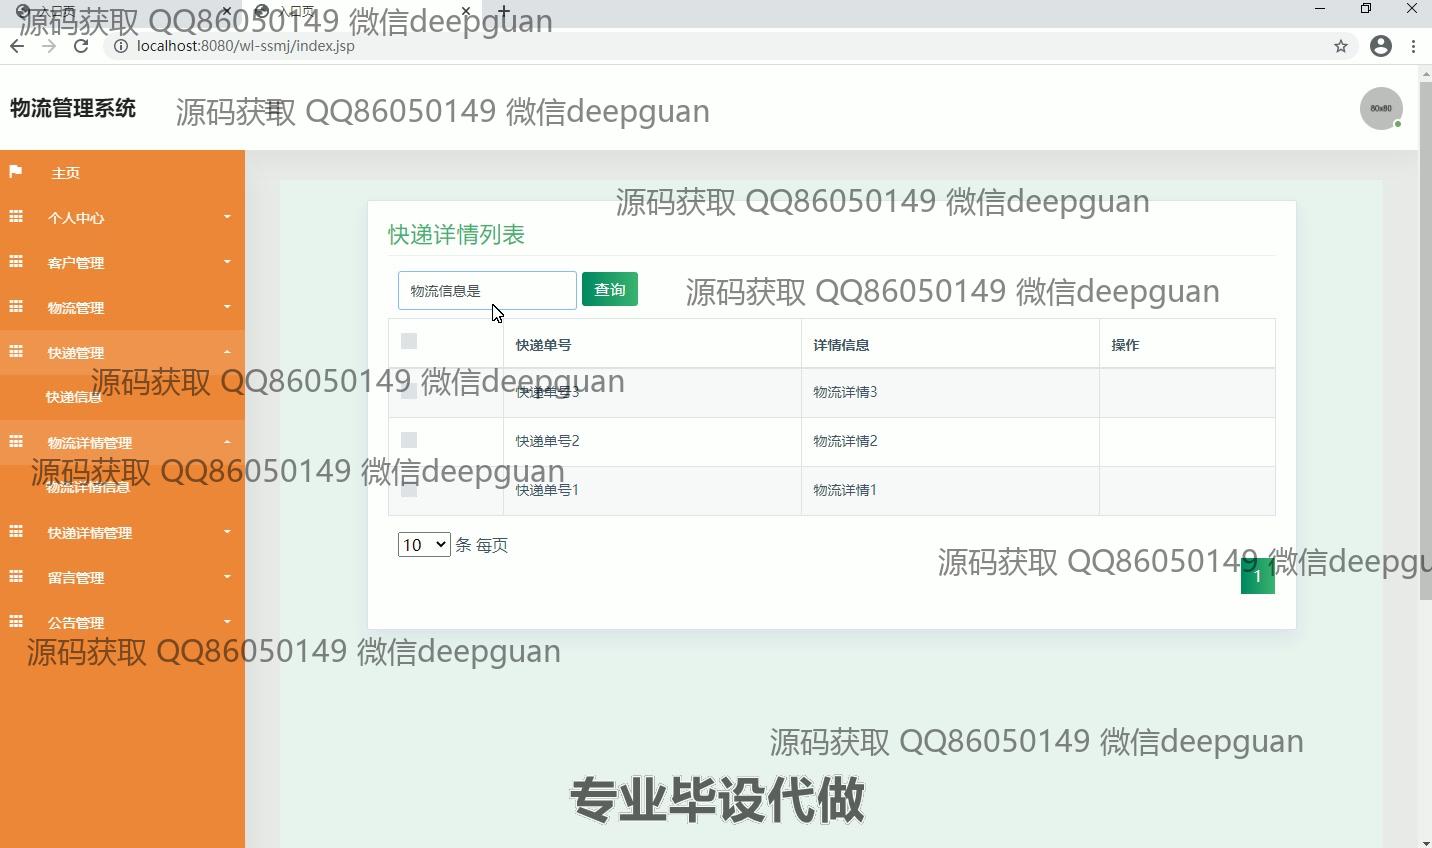 入口页
入口页
源码获取 QQ86050149 微信deepguan
localhost:8080/wl-ssmj/index.jsp
物流管理系统
源码获取 QQ86050149 微信deepguan
80x80
主页
个人中心
客户管理
物流管理
快递管理
快递信息
物流详情管理
物流详情信息
快递详情管理
留言管理
公告管理
源码获取 QQ86050149 微信deepguan
快递详情列表
物流信息是
查询
源码获取 QQ86050149 微信deepguan
快递单号 详情信息 操作
源码获取 QQ86050149 微信deepguan
快递单号3 物流详情3
快递单号2 物流详情2
源码获取 QQ86050149 微信deepguan
快递单号1 物流详情1
10 条 每页
源码获取 QQ86050149 微信deepgu
1
源码获取 QQ86050149 微信deepguan
源码获取 QQ86050149 微信deepguan
专业毕设代做